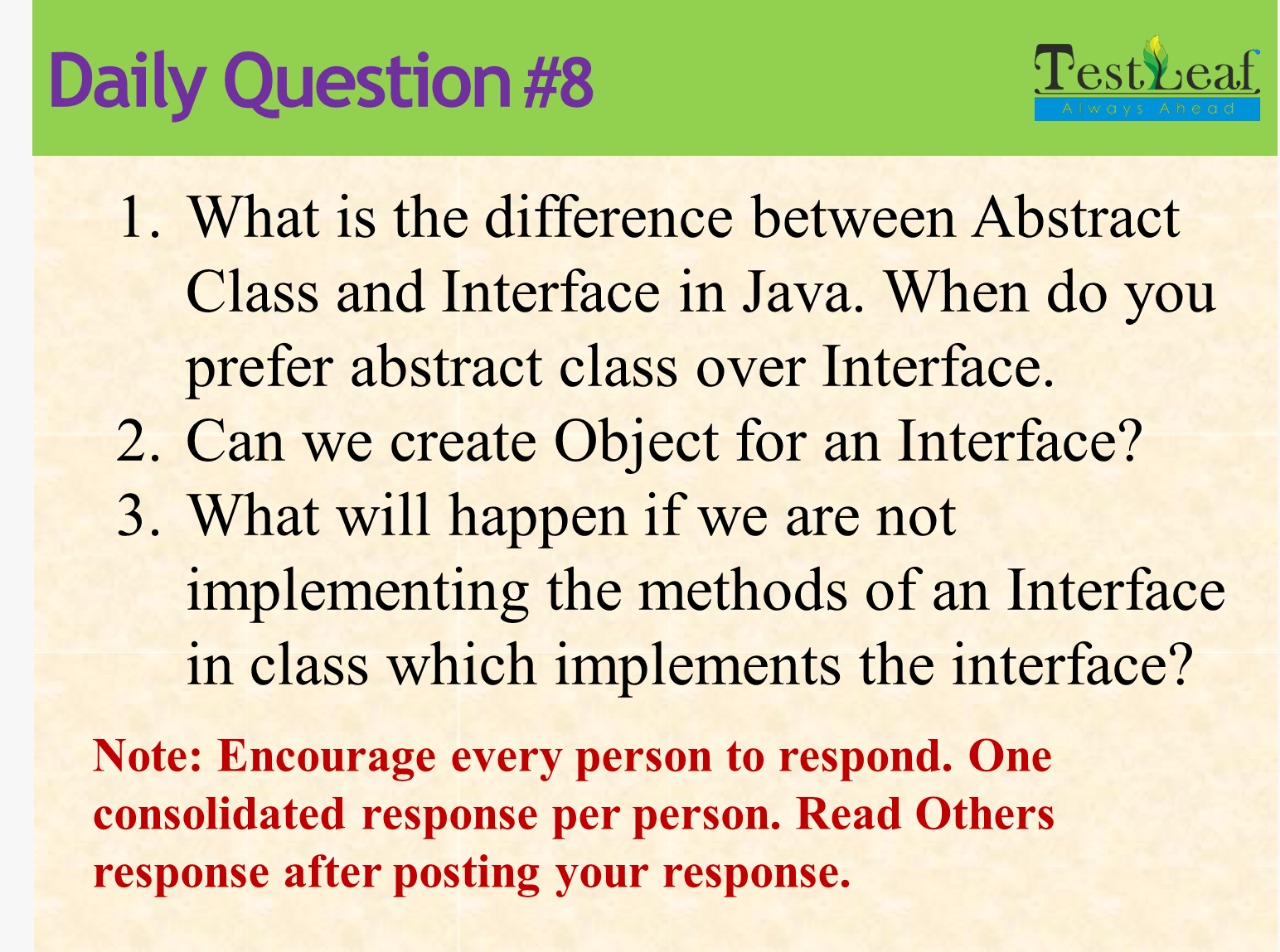 Daily Question #8
TestLeaf
Always Ahead
1. What is the difference between Abstract
Class and Interface in Java. When do you
prefer abstract class over Interface.
2. Can we create Object for an Interface?
3. What will happen if we are not
implementing the methods of an Interface
in class which implements the interface?
Note: Encourage every person to respond. One
consolidated response per person. Read Others
response after posting your response.